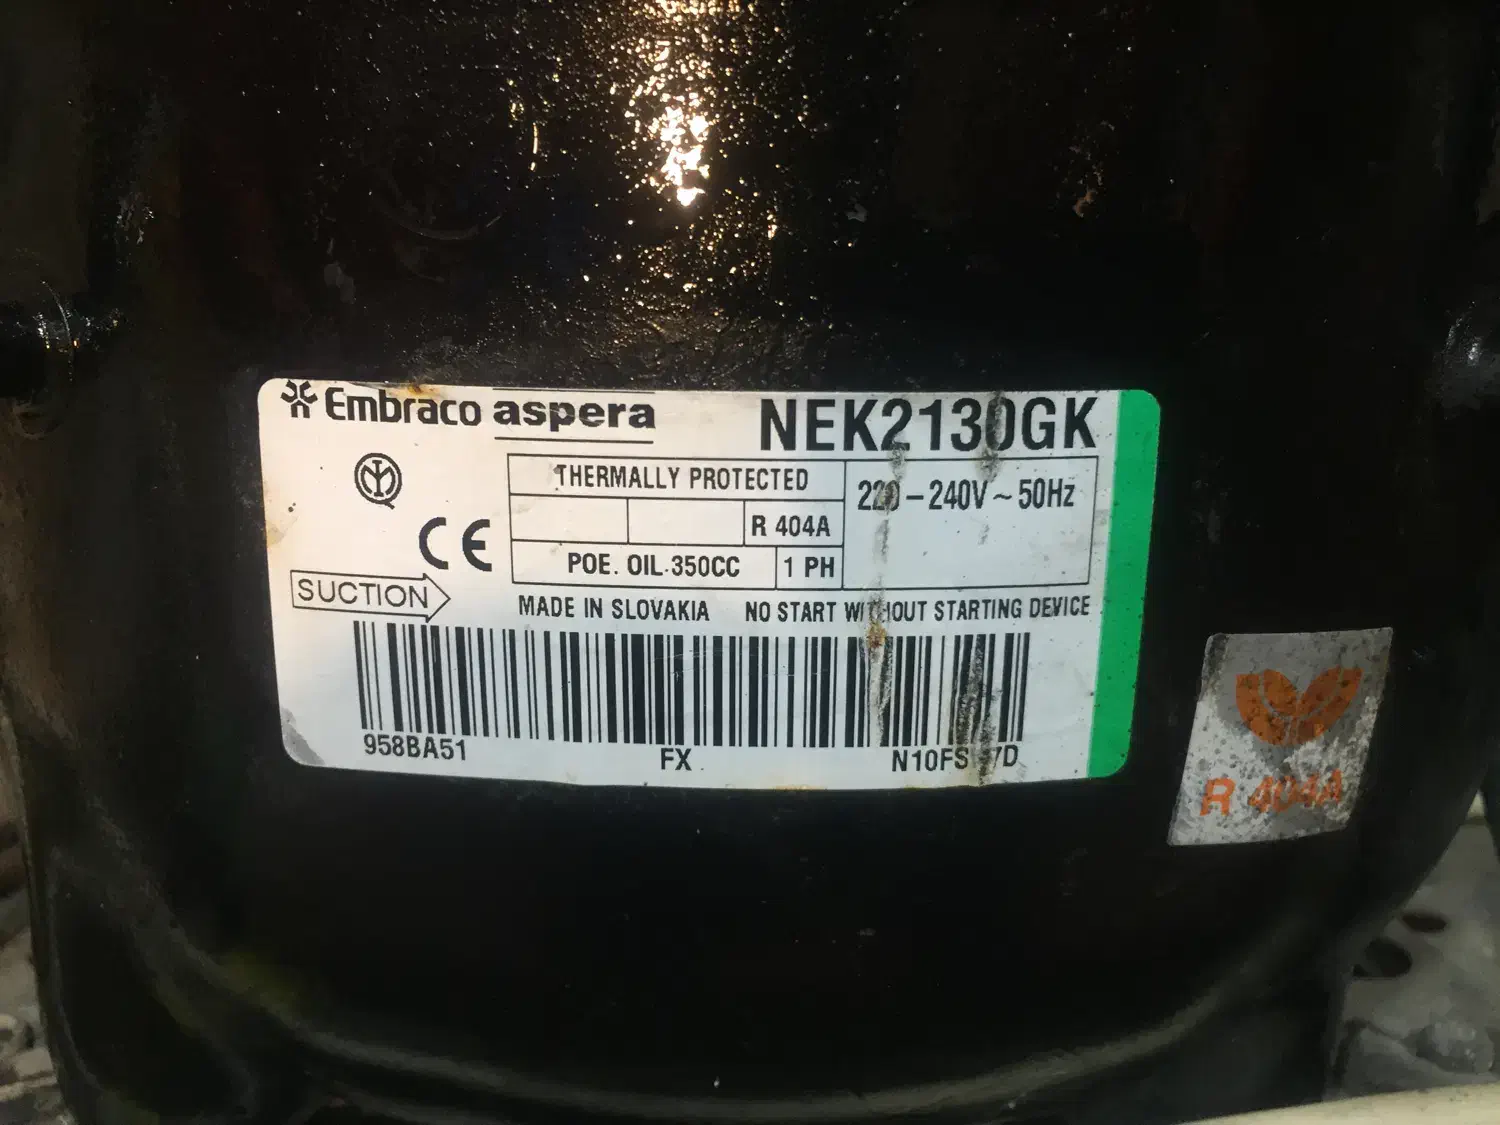 Embraco aspera NEK2130GK
THERMALLY PROTECTED
220-240V~50Hz
R 404A
POE. OIL.350CC
1 PH
CE
SUCTION
MADE IN SLOVAKIA NO START WITHOUT STARTING DEVICE
958BA51 FX
R 404A